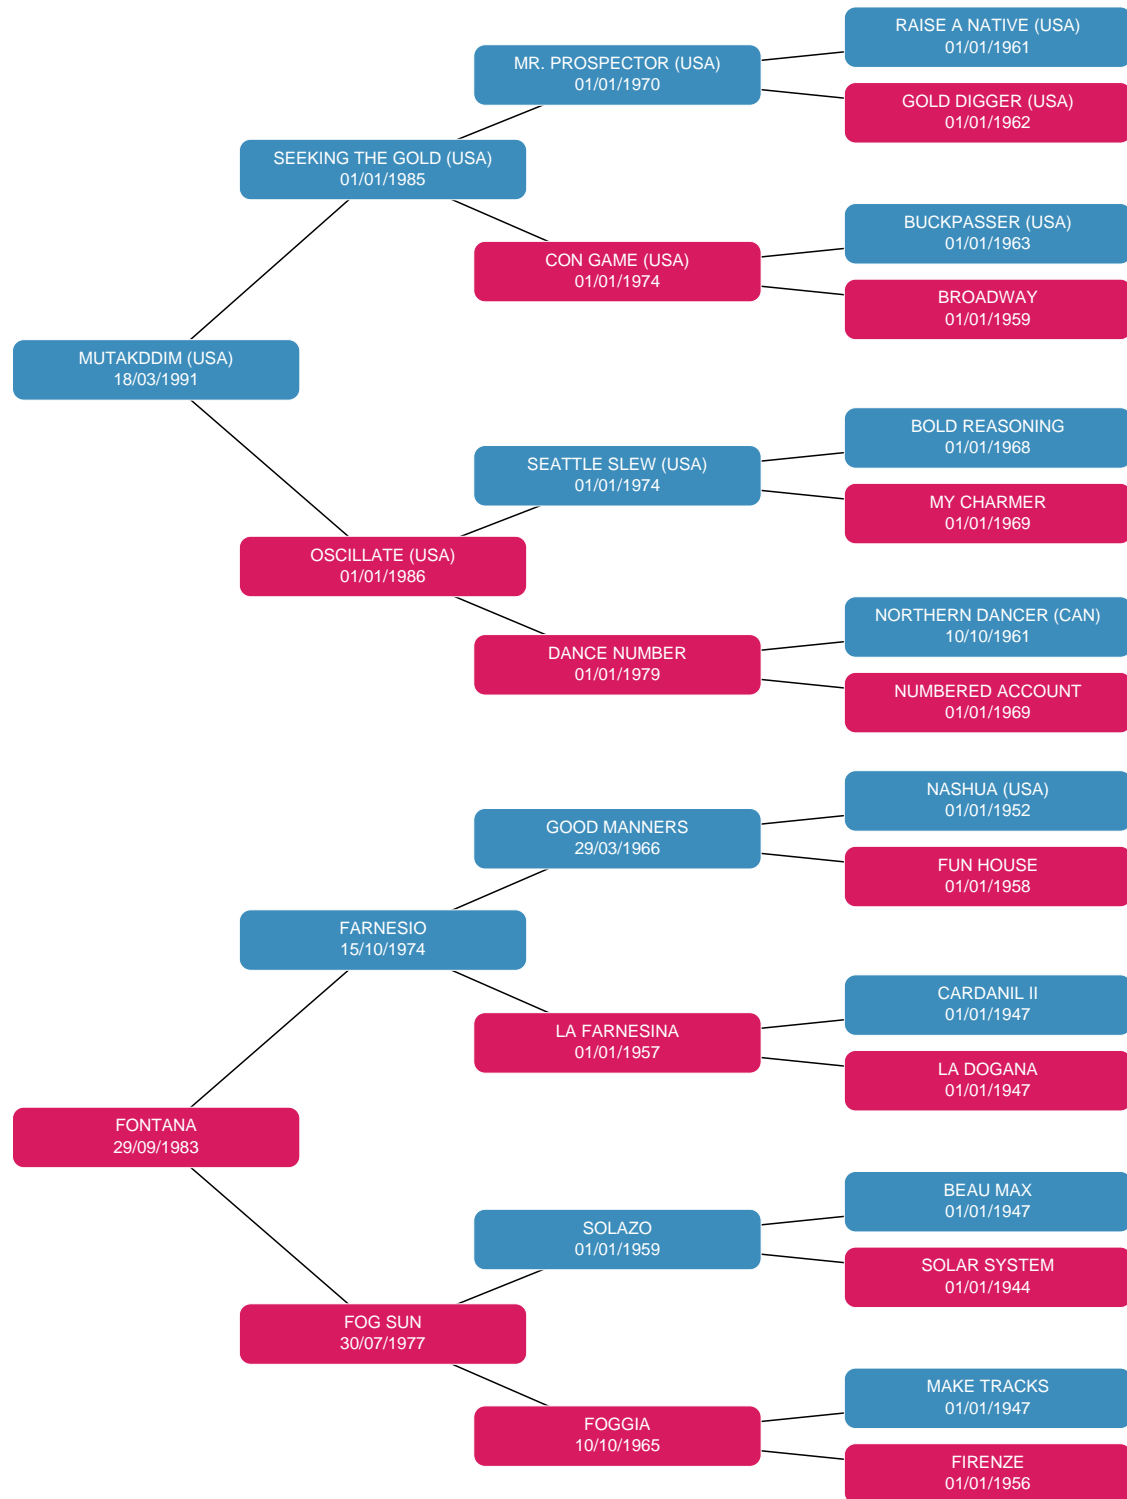 RAISE A NATIVE (USA)
01/01/1961
MR. PROSPECTOR (USA)
01/01/1970
GOLD DIGGER (USA)
01/01/1962
SEEKING THE GOLD (USA)
01/01/1985
BUCKPASSER (USA)
01/01/1963
CON GAME (USA)
01/01/1974
BROADWAY
01/01/1959
MUTAKDDIM (USA)
18/03/1991
BOLD REASONING
01/01/1968
SEATTLE SLEW (USA)
01/01/1974
MY CHARMER
01/01/1969
OSCILLATE (USA)
01/01/1986
NORTHERN DANCER (CAN)
10/10/1961
DANCE NUMBER
01/01/1979
NUMBERED ACCOUNT
01/01/1969
NASHUA (USA)
01/01/1952
GOOD MANNERS
29/03/1966
FUN HOUSE
01/01/1958
FARNESIO
15/10/1974
CARDANIL II
01/01/1947
LA FARNESINA
01/01/1957
LA DOGANA
01/01/1947
FONTANA
29/09/1983
BEAU MAX
01/01/1947
SOLAZO
01/01/1959
SOLAR SYSTEM
01/01/1944
FOG SUN
30/07/1977
MAKE TRACKS
01/01/1947
FOGGIA
10/10/1965
FIRENZE
01/01/1956